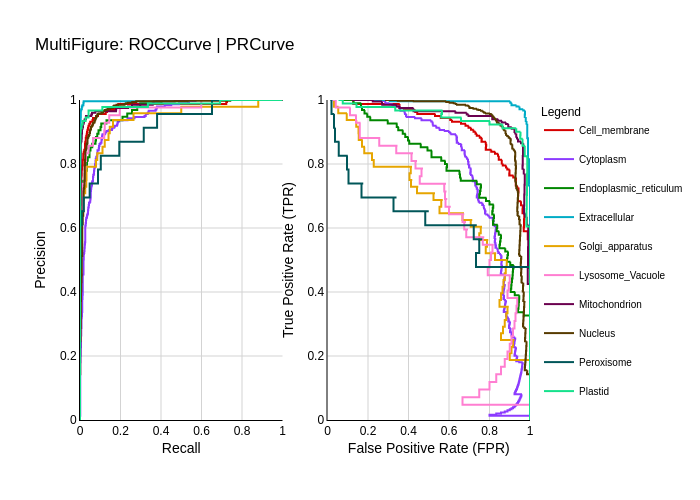 MultiFigure: ROCCurve | PRCurve
Precision
1
0.8
0.6
0.4
0.2
0
0 0.2 0.4 0.6 0.8 1
Recall
True Positive Rate (TPR)
1
0.8
0.6
0.4
0.2
0
0 0.2 0.4 0.6 0.8 1
False Positive Rate (FPR)
Legend
Cell_membrane
Cytoplasm
Endoplasmic_reticulum
Extracellular
Golgi_apparatus
Lysosome_Vacuole
Mitochondrion
Nucleus
Peroxisome
Plastid